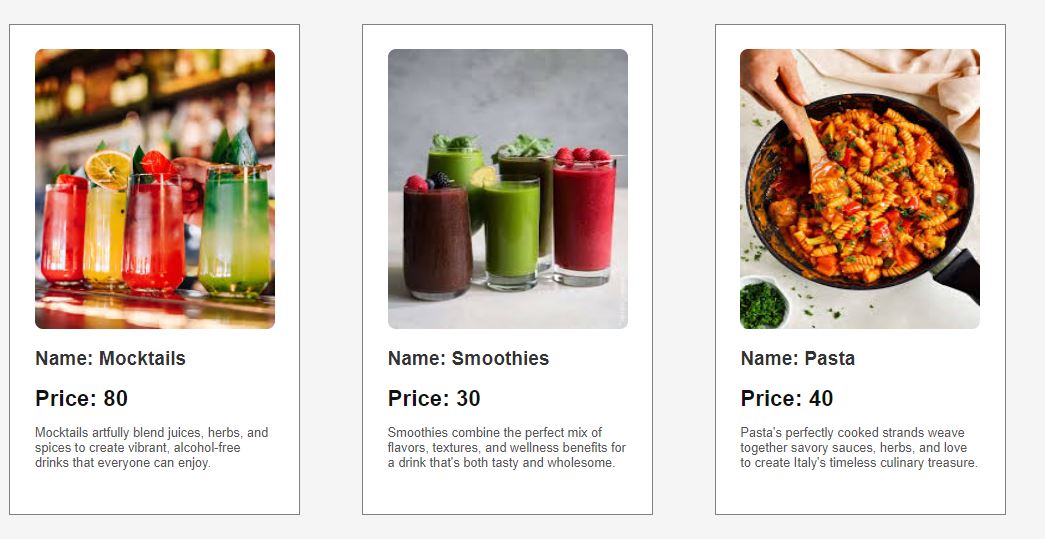 Name: Mocktails
Price: 80
Mocktails artfully blend juices, herbs, and
spices to create vibrant, alcohol-free
drinks that everyone can enjoy.
Name: Smoothies
Price: 30
Smoothies combine the perfect mix of
flavors, textures, and wellness benefits for
a drink that's both tasty and wholesome.
Name: Pasta
Price: 40
Pasta's perfectly cooked strands weave
together savory sauces, herbs, and love
to create Italy's timeless culinary treasure.